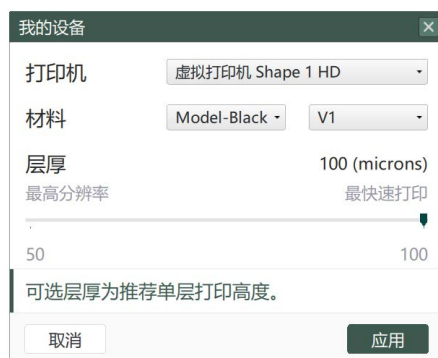 我的设备
打印机 虚拟打印机 Shape 1 HD
材料 Model-Black V1
层厚 100 (microns)
最高分辨率 最快速打印
50 100
可选层厚为推荐单层打印高度。
取消 应用